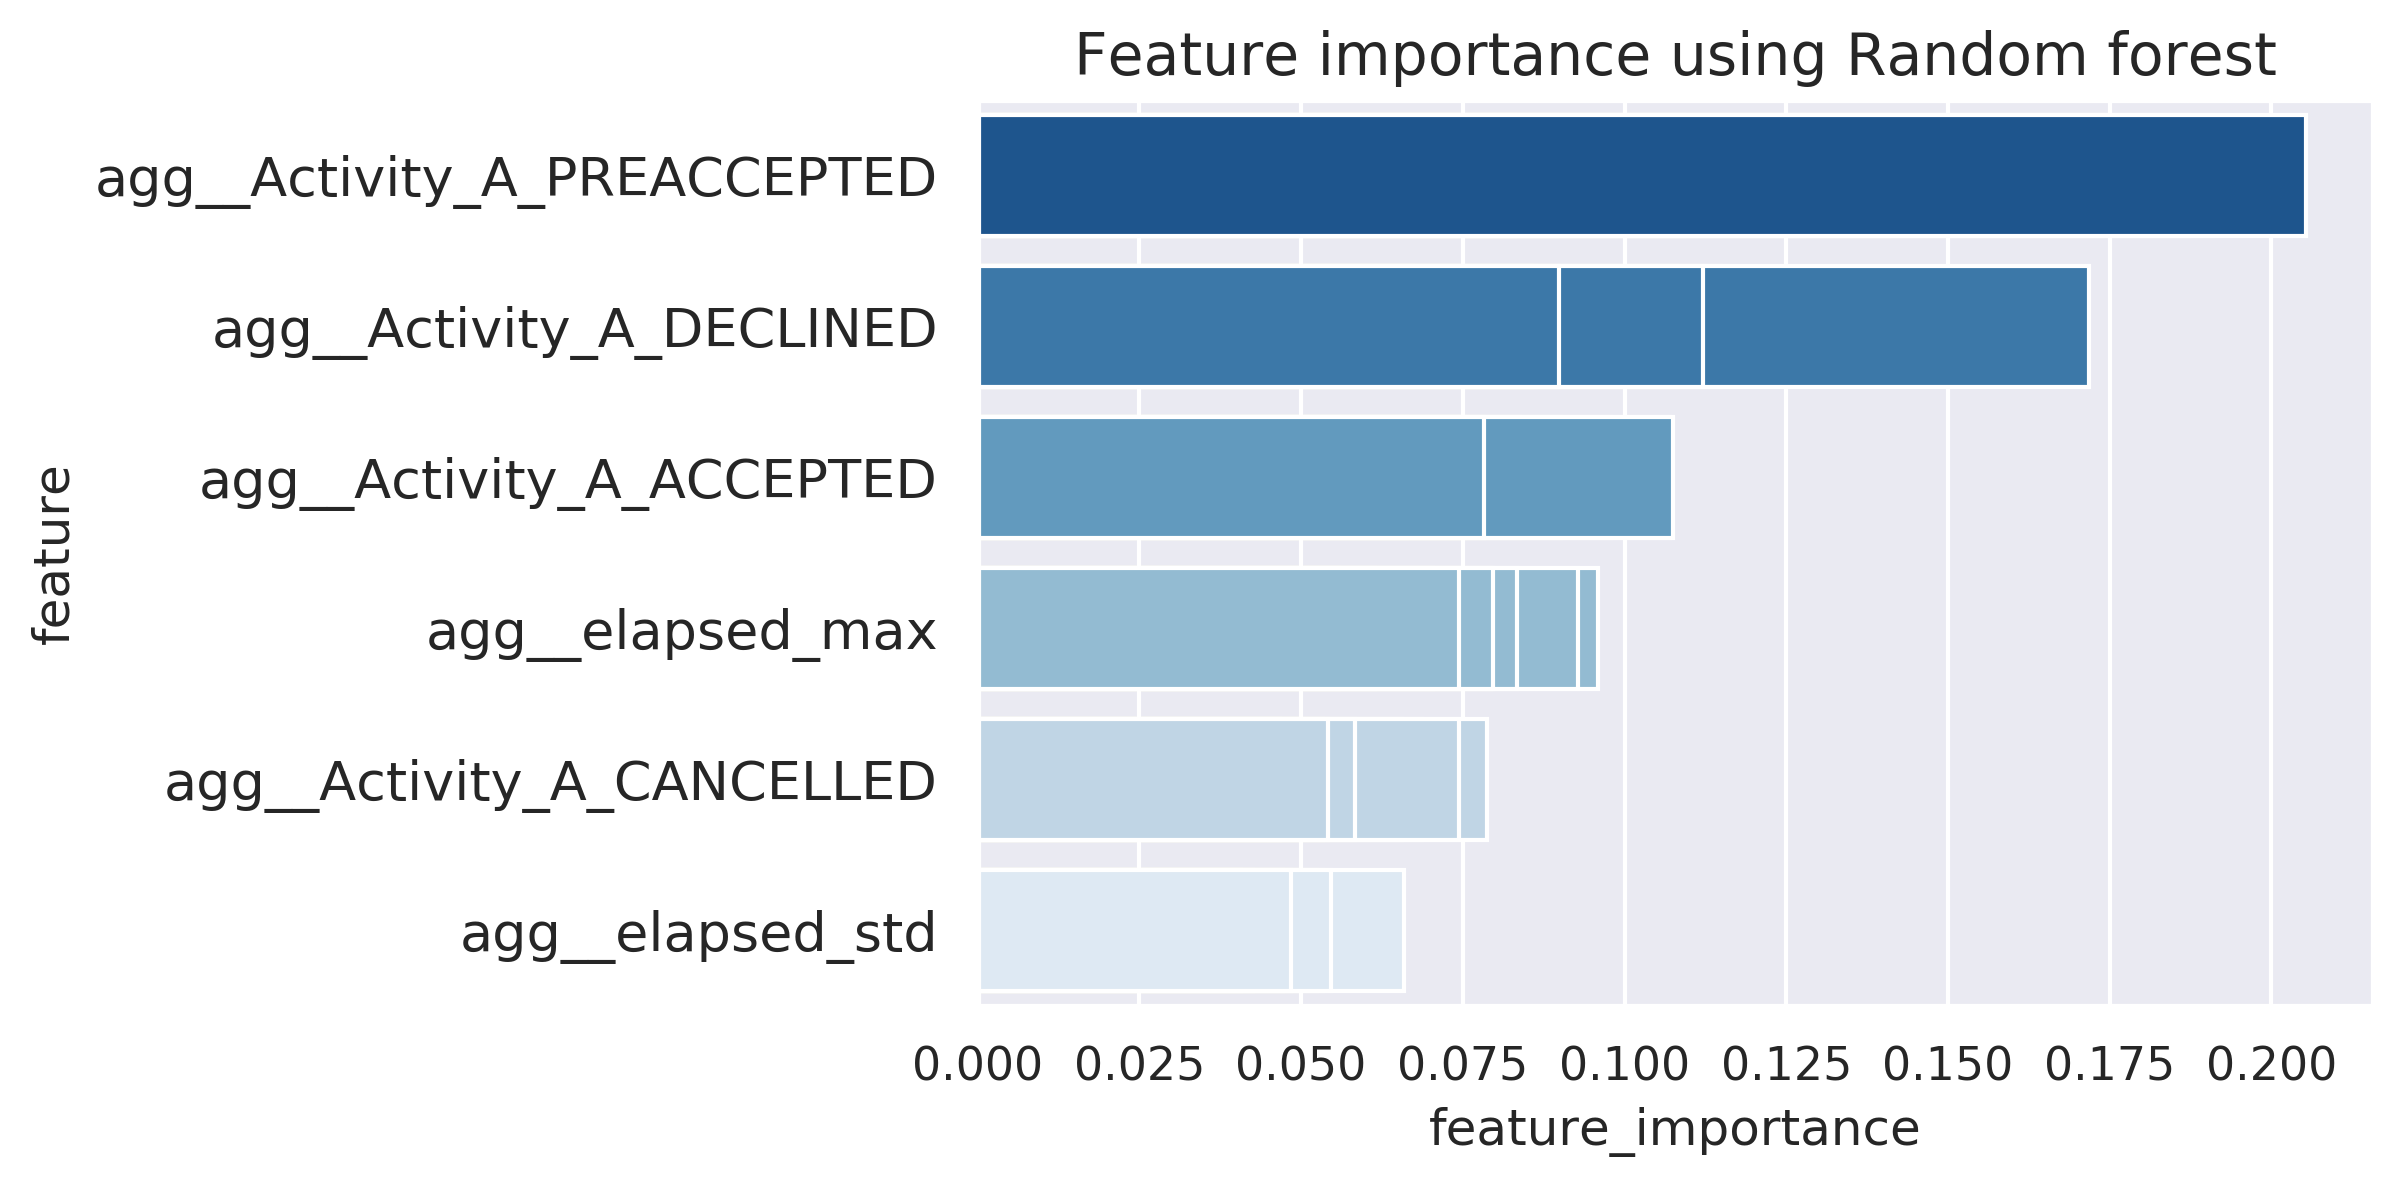 Feature importance using Random forest
agg__Activity_A_PREACCEPTED
agg__Activity_A_DECLINED
agg__Activity_A_ACCEPTED
agg__elapsed_max
agg__Activity_A_CANCELLED
agg__elapsed_std
feature
0.000 0.025 0.050 0.075 0.100 0.125 0.150 0.175 0.200
feature_importance